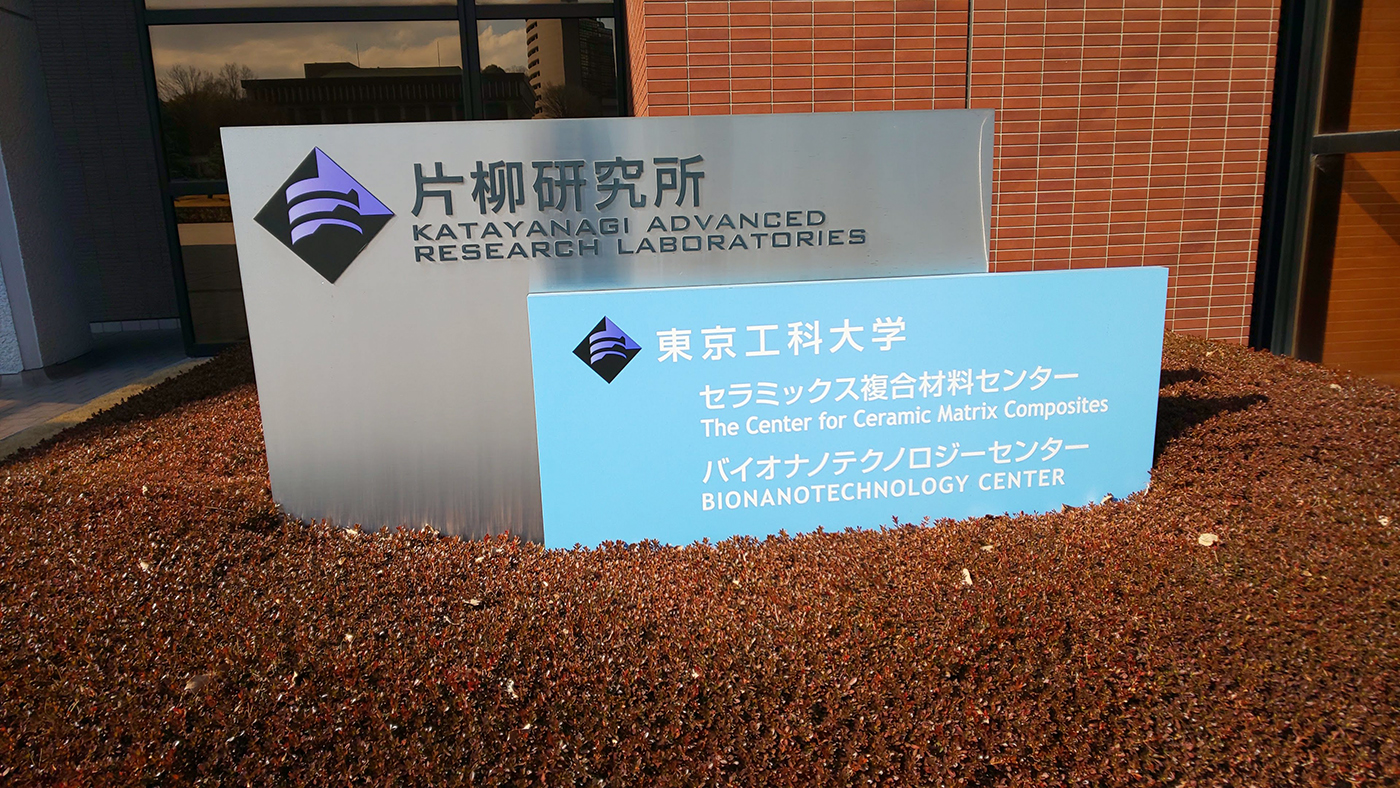 片柳研究所
KATAYANAGI ADVANCED
RESEARCH LABORATORIES
東京工科大学
セラミックス複合材料センター
The Center for Ceramic Matrix Composites
バイオナノテクノロジーセンター
BIONANOTECHNOLOGY CENTER